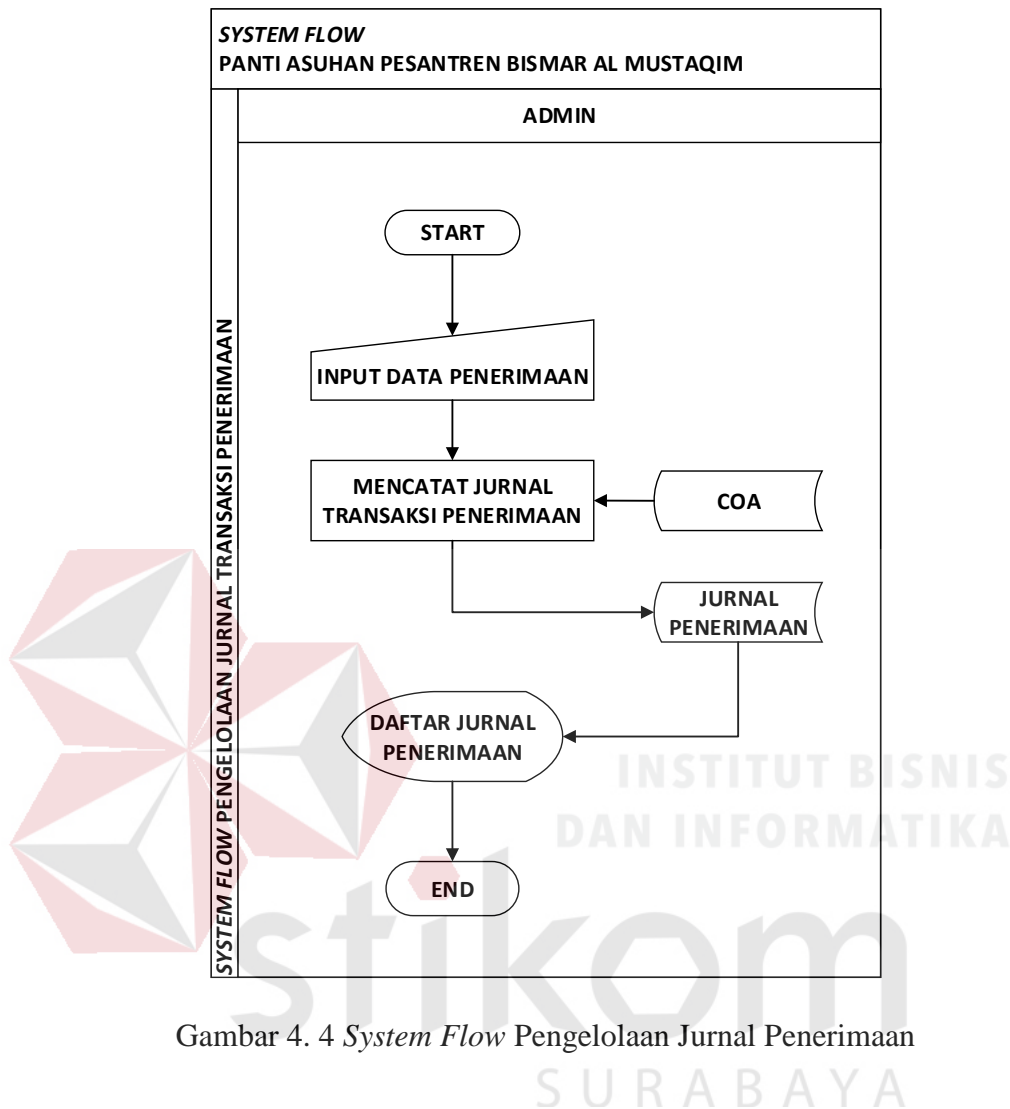 SYSTEM FLOW
PANTI ASUHAN PESANTREN BISMAR AL MUSTAQIM
ADMIN
SYSTEM FLOW PENGELOLAAN JURNAL TRANSAKSI PENERIMAAN
START
INPUT DATA PENERIMAAN
MENCATAT JURNAL
TRANSAKSI PENERIMAAN
COA
JURNAL
PENERIMAAN
DAFTAR JURNAL
PENERIMAAN
END
INSTITUT BISNIS
DAN INFORMATIKA
stikom
SURABAYA
Gambar 4. 4 System Flow Pengelolaan Jurnal Penerimaan